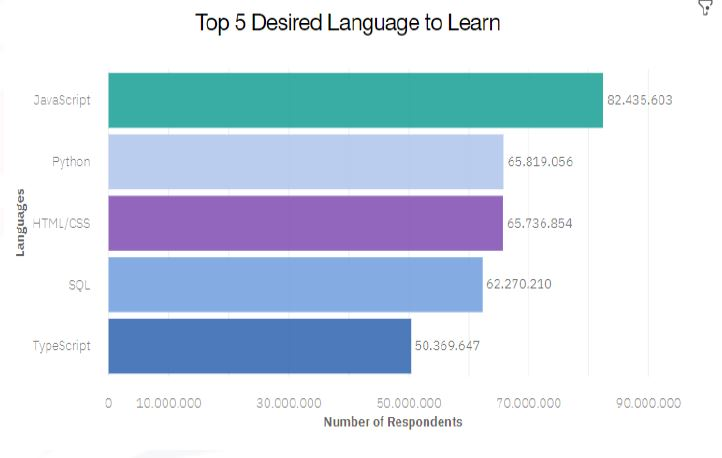 Top 5 Desired Language to Learn
JavaScript
82.435.603
Python
65.819.056
HTML/CSS
65.736.854
SQL
62.270.210
TypeScript
50.369.647
Languages
0 10.000.000 30.000.000 50.000.000 70.000.000 90.000.000
Number of Respondents